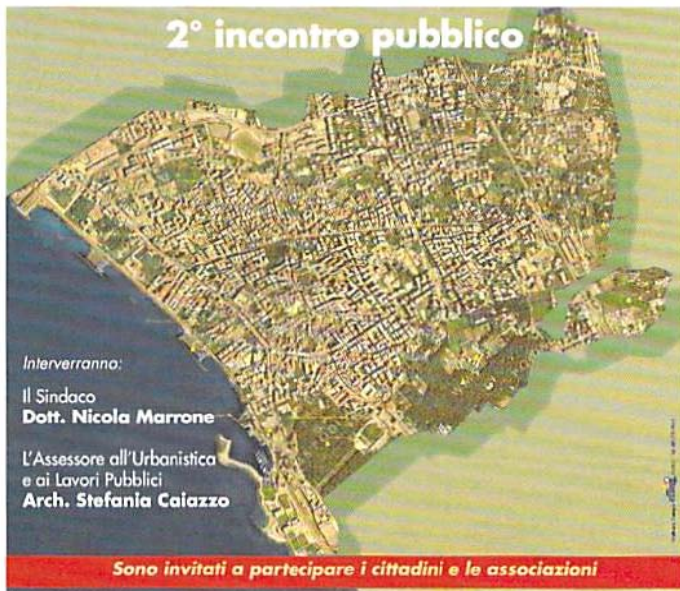 2° incontro pubblico
Interverranno:
Il Sindaco
Dott. Nicola Marrone
L'Assessore all'Urbanistica
e ai Lavori Pubblici
Arch. Stefania Caiazzo
Sono invitati a partecipare i cittadini e le associazioni